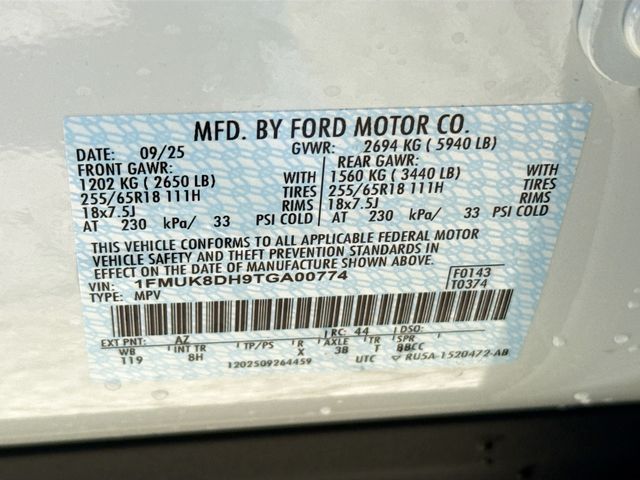 MFD. BY FORD MOTOR CO.
DATE: 09/25 GVWR: 2694 KG ( 5940 LB)
FRONT GAWR: REAR GAWR:
1202 KG ( 2650 LB) WITH 1560 KG ( 3440 LB) WITH
255/65R18 111H TIRES 255/65R18 111H TIRES
18x7.5J RIMS 18x7.5J RIMS
AT 230 kPa/ 33 PSI COLD AT 230 kPa/ 33 PSI COLD
THIS VEHICLE CONFORMS TO ALL APPLICABLE FEDERAL MOTOR
VEHICLE SAFETY AND THEFT PREVENTION STANDARDS IN
EFFECT ON THE DATE OF MANUFACTURE SHOWN ABOVE.
VIN: 1FMUK8DH9TGA00774 F0143
TYPE: MPV T0374
EXT PNT: AZ RC: 44 DSO:
WB INT TR TP/PS R AXLE T SPR
119 8H X 38 T 88CC
1202509264459 UTC RU5A-1520472-AB